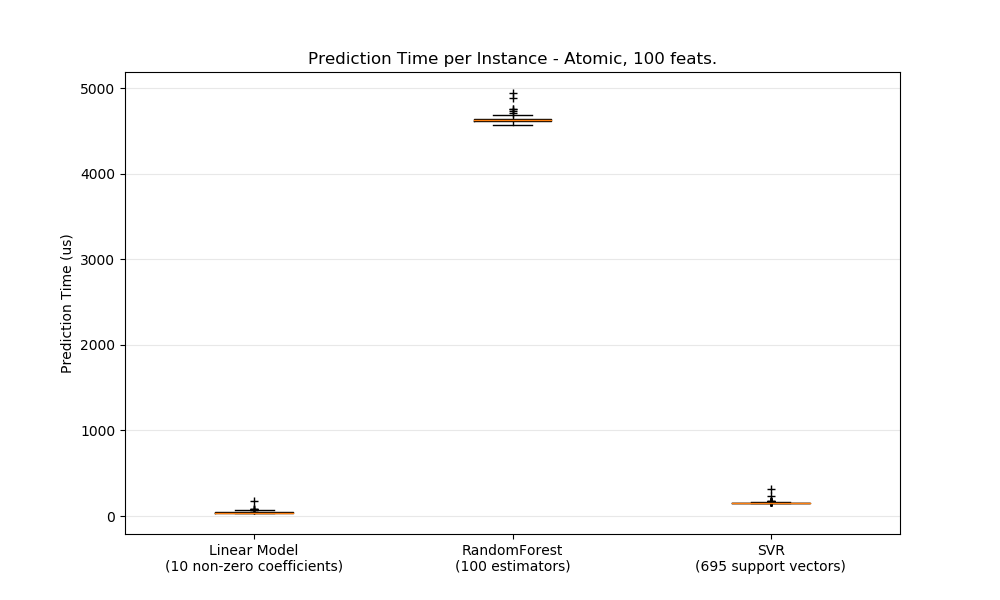 Prediction Time per Instance - Atomic, 100 feats.
Prediction Time (us)
5000
4000
3000
2000
1000
0
Linear Model
(10 non-zero coefficients)
RandomForest
(100 estimators)
SVR
(695 support vectors)